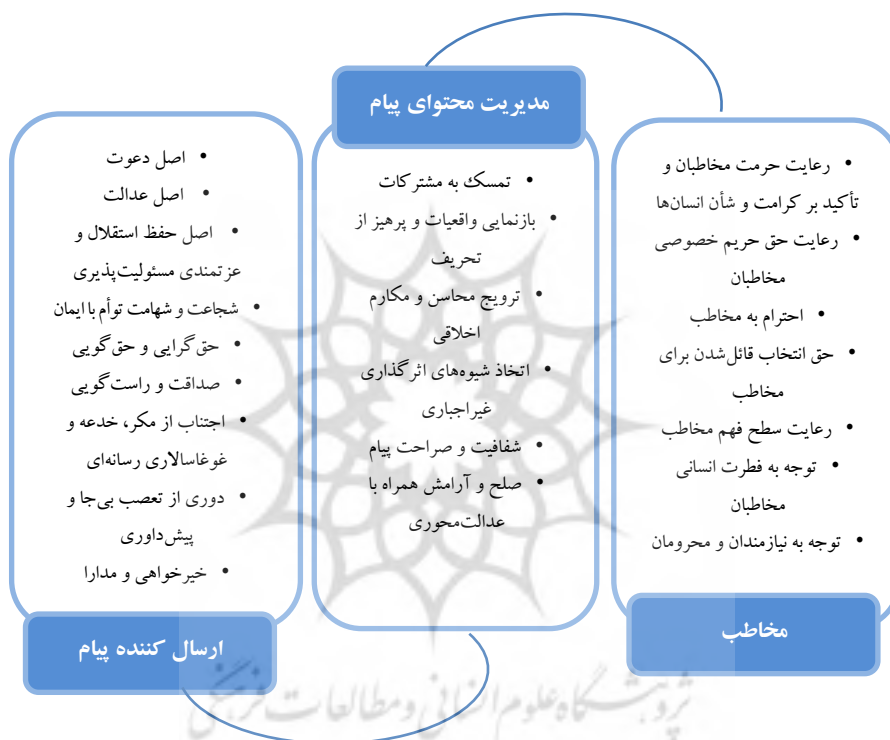 رعایت حرمت مخاطبان و
تأکید بر کرامت و شأن انسان‌ها
رعایت حق حریم خصوصی
مخاطبان
احترام به مخاطب
حق انتخاب قائل‌شدن برای
مخاطب
رعایت سطح فهم مخاطب
توجه به فطرت انسانی
مخاطبان
توجه به نیازمندان و محرومان
مخاطب
مدیریت محتوای پیام
تمسک به مشترکات
بازنمایی واقعیات و پرهیز از
تحریف
ترویج محاسن و مکارم
اخلاقی
اتخاذ شیوه‌های اثرگذاری
غیراجباری
شفافیت و صراحت پیام
صلح و آرامش همراه با
عدالت‌محوری
اصل دعوت
اصل عدالت
اصل حفظ استقلال و
عزتمندی مسئولیت‌پذیری
شجاعت و شهامت توأم با ایمان
حق‌گرایی و حق‌گویی
صداقت و راست‌گویی
اجتناب از مکر، خدعه و
غوغاسالاری رسانه‌ای
دوری از تعصب بی‌جا و
پیش‌داوری
خیرخواهی و مدارا
ارسال کننده پیام
پژوهشگاه علوم انسانی و مطالعات فرهنگی